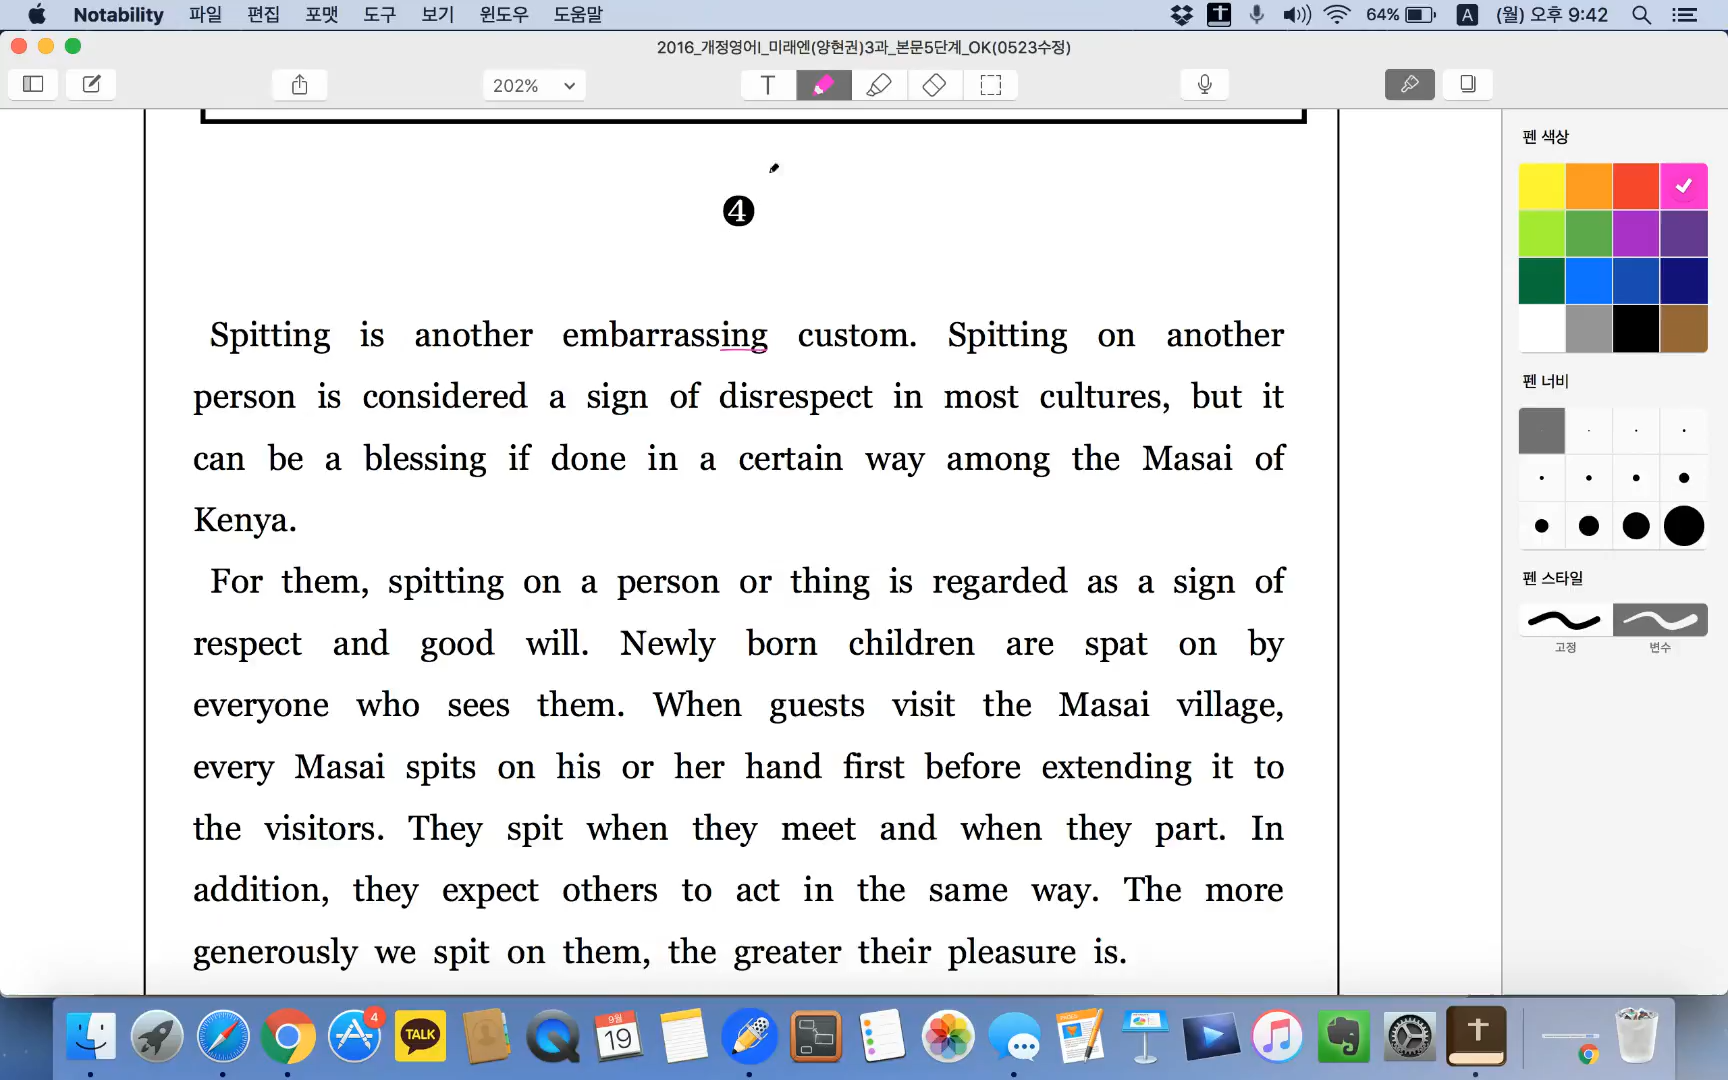 Notability 파일 편집 포맷 도구 보기 윈도우 도움말 64% A (월) 오후 9:42
2016_개정영어I_미래엔(양현권)3과_본문5단계_OK(0523수정)
202% T
펜 색상
❹
Spitting is another embarrassing custom. Spitting on another
person is considered a sign of disrespect in most cultures, but it
can be a blessing if done in a certain way among the Masai of
Kenya.
For them, spitting on a person or thing is regarded as a sign of
respect and good will. Newly born children are spat on by
everyone who sees them. When guests visit the Masai village,
every Masai spits on his or her hand first before extending it to
the visitors. They spit when they meet and when they part. In
addition, they expect others to act in the same way. The more
generously we spit on them, the greater their pleasure is.
펜 너비
펜 스타일
고정 변수
4
TALK
9월
19